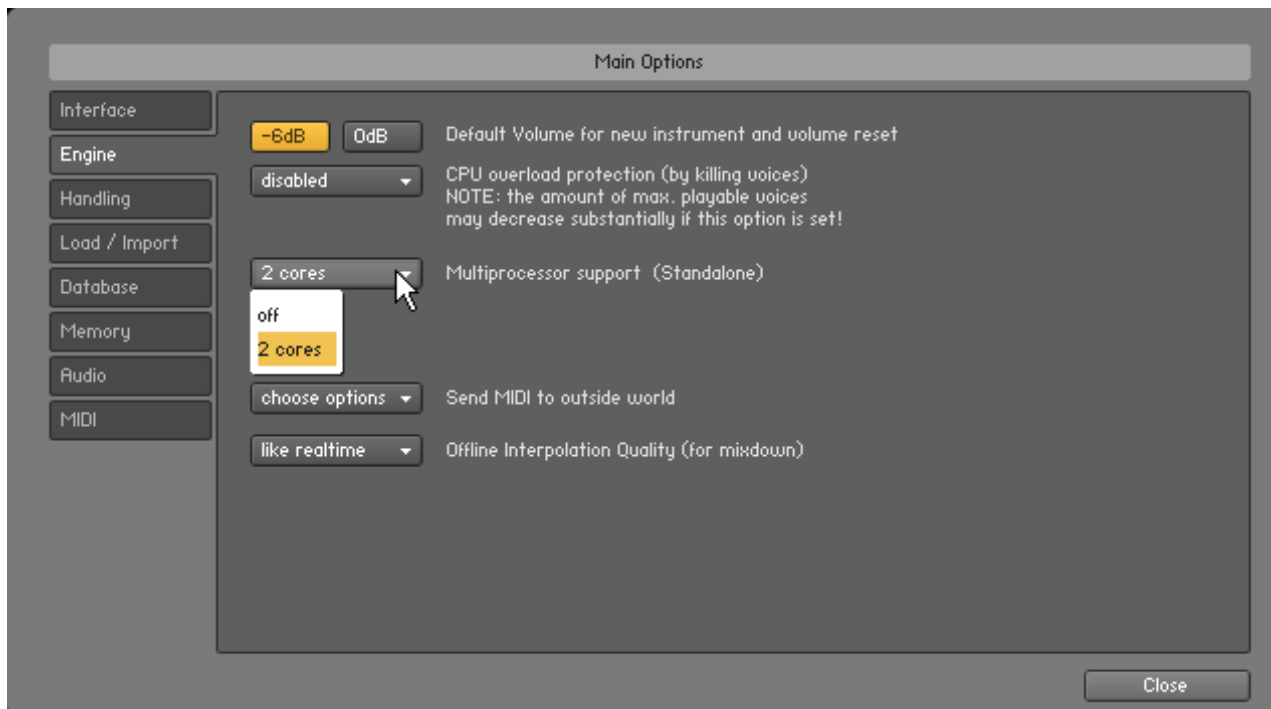 Main Options
Interface
Engine
Handling
Load / Import
Database
Memory
Audio
MIDI
-6dB 0dB Default Volume for new instrument and volume reset
disabled CPU overload protection (by killing voices)
NOTE: the amount of max. playable voices
may decrease substantially if this option is set!
2 cores Multiprocessor support (Standalone)
off
2 cores
choose options Send MIDI to outside world
like realtime Offline Interpolation Quality (for mixdown)
Close